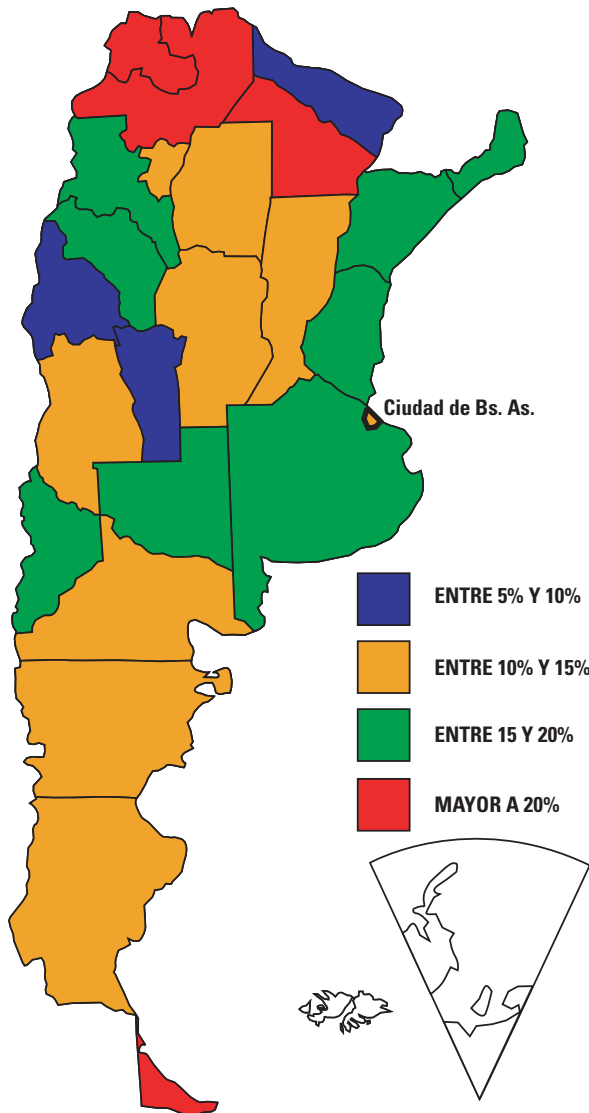 Ciudad de Bs. As.
ENTRE 5% Y 10%
ENTRE 10% Y 15%
ENTRE 15 Y 20%
MAYOR A 20%